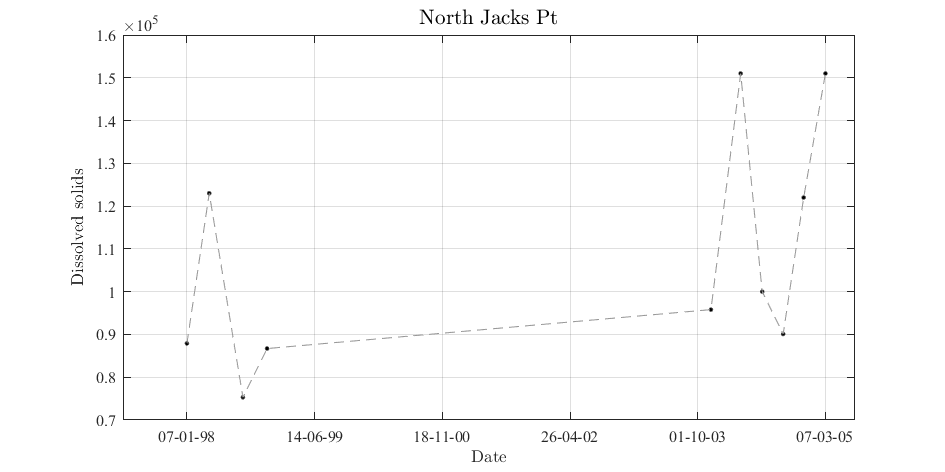 North Jacks Pt
×10⁵
1.6
1.5
1.4
1.3
1.2
1.1
1
0.9
0.8
0.7
Dissolved solids
07-01-98 14-06-99 18-11-00 26-04-02 01-10-03 07-03-05
Date